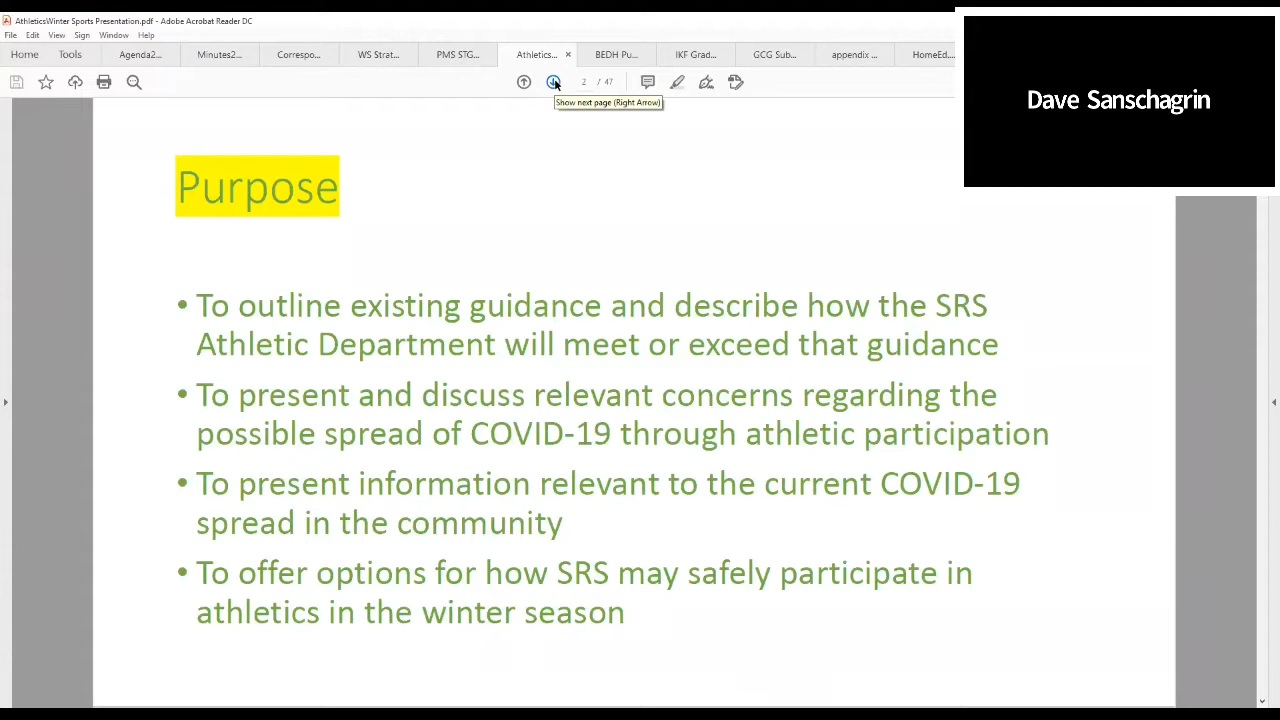 AthleticsWinter Sports Presentation.pdf - Adobe Acrobat Reader DC
File Edit View Sign Window Help
Home Tools Agenda2... Minutes2... Correspo... WS Strat... PMS STG... Athletics... × BEDH Pu... IKF Grad... GCG Sub... appendix ... HomeEd...
2 / 47
Show next page (Right Arrow)
Dave Sanschagrin
Purpose
• To outline existing guidance and describe how the SRS
Athletic Department will meet or exceed that guidance
• To present and discuss relevant concerns regarding the
possible spread of COVID-19 through athletic participation
• To present information relevant to the current COVID-19
spread in the community
• To offer options for how SRS may safely participate in
athletics in the winter season